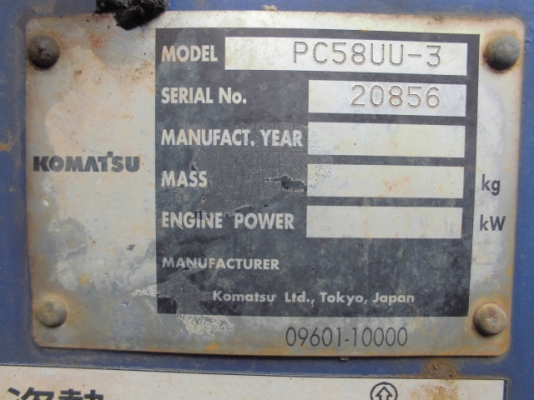 MODEL PC58UU-3
SERIAL No. 20856
MANUFACT. YEAR
KOMATSU
MASS kg
ENGINE POWER kW
MANUFACTURER
Komatsu Ltd., Tokyo, Japan
09601-10000